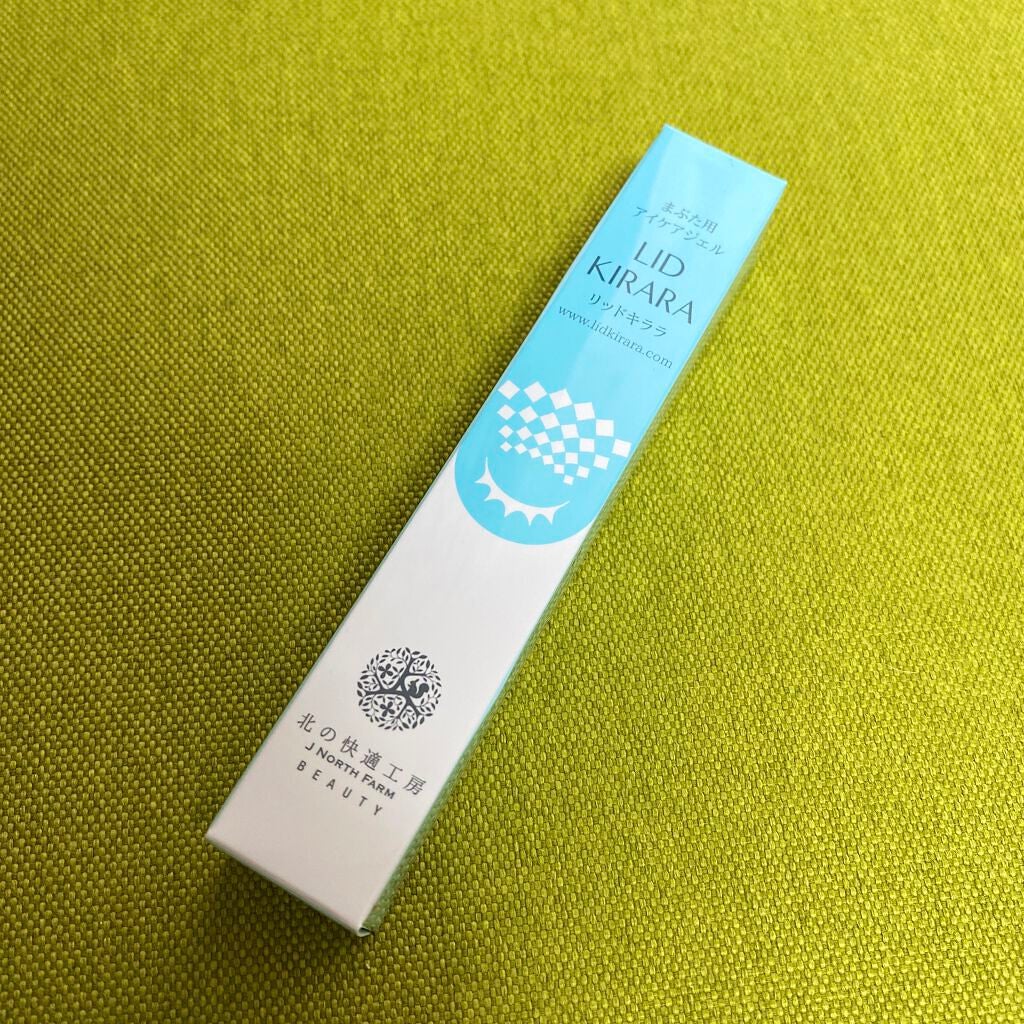 まぶた用
アイケアジェル
LID
KIRARA
リッドキララ
www.lidkirara.com
北の快適工房
J NORTH FARM
BEAUTY